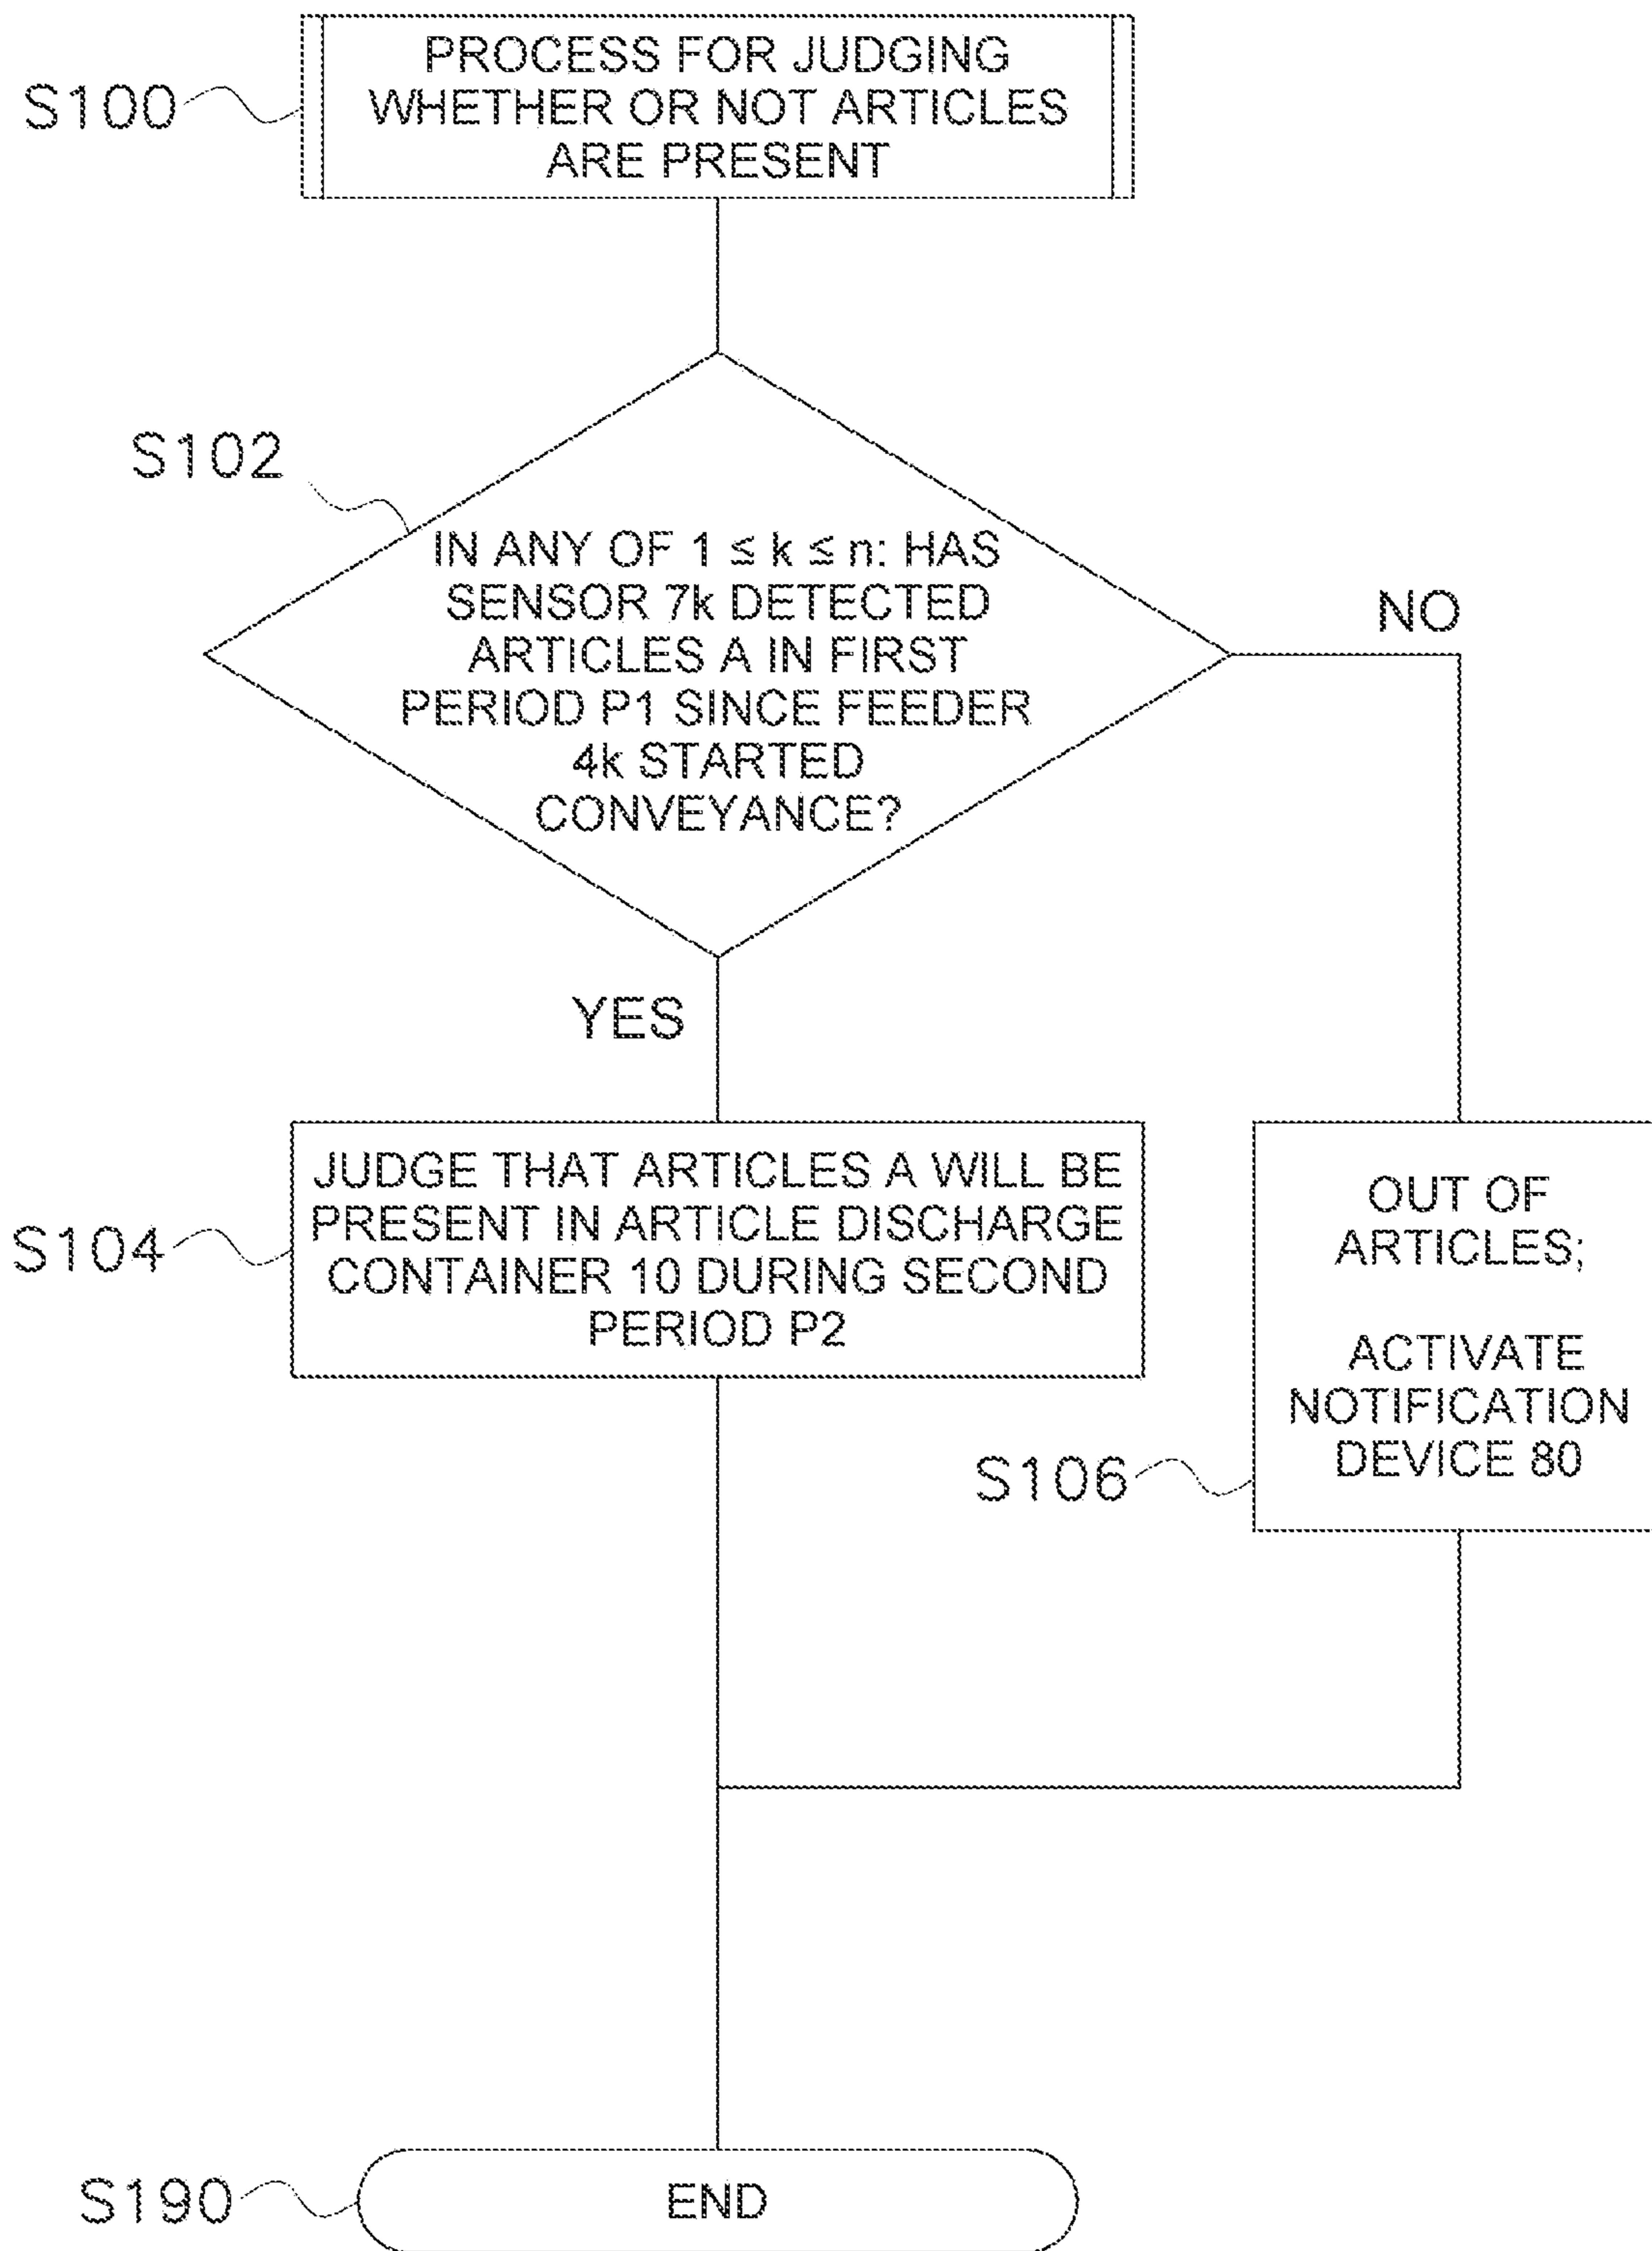 S100
PROCESS FOR JUDGING
WHETHER OR NOT ARTICLES
ARE PRESENT
S102
IN ANY OF 1 ≦ k ≦ n: HAS
SENSOR 7k DETECTED
ARTICLES A IN FIRST
PERIOD P1 SINCE FEEDER
4k STARTED
CONVEYANCE?
NO
YES
S104
JUDGE THAT ARTICLES A WILL BE
PRESENT IN ARTICLE DISCHARGE
CONTAINER 10 DURING SECOND
PERIOD P2
OUT OF
ARTICLES;
ACTIVATE
NOTIFICATION
DEVICE 80
S106
S190
END